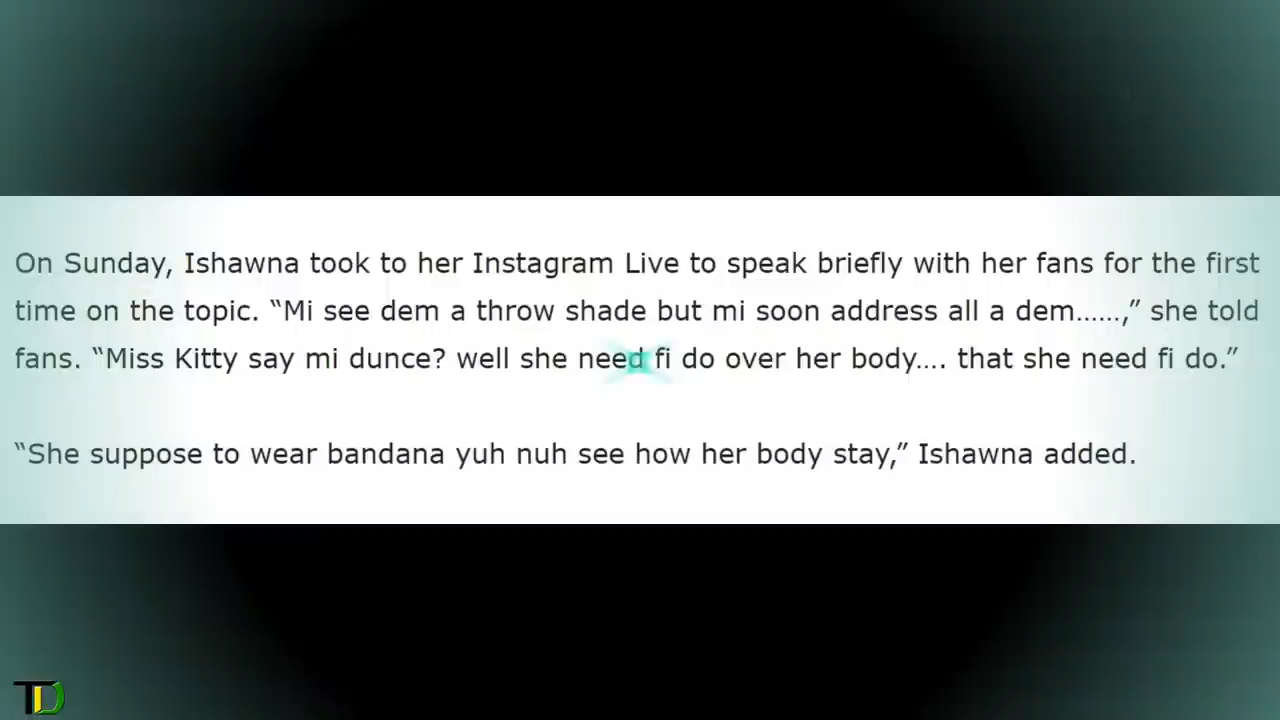 On Sunday, Ishawna took to her Instagram Live to speak briefly with her fans for the first
time on the topic. “Mi see dem a throw shade but mi soon address all a dem……,” she told
fans. “Miss Kitty say mi dunce? well she need fi do over her body…. that she need fi do.”
“She suppose to wear bandana yuh nuh see how her body stay,” Ishawna added.
TD